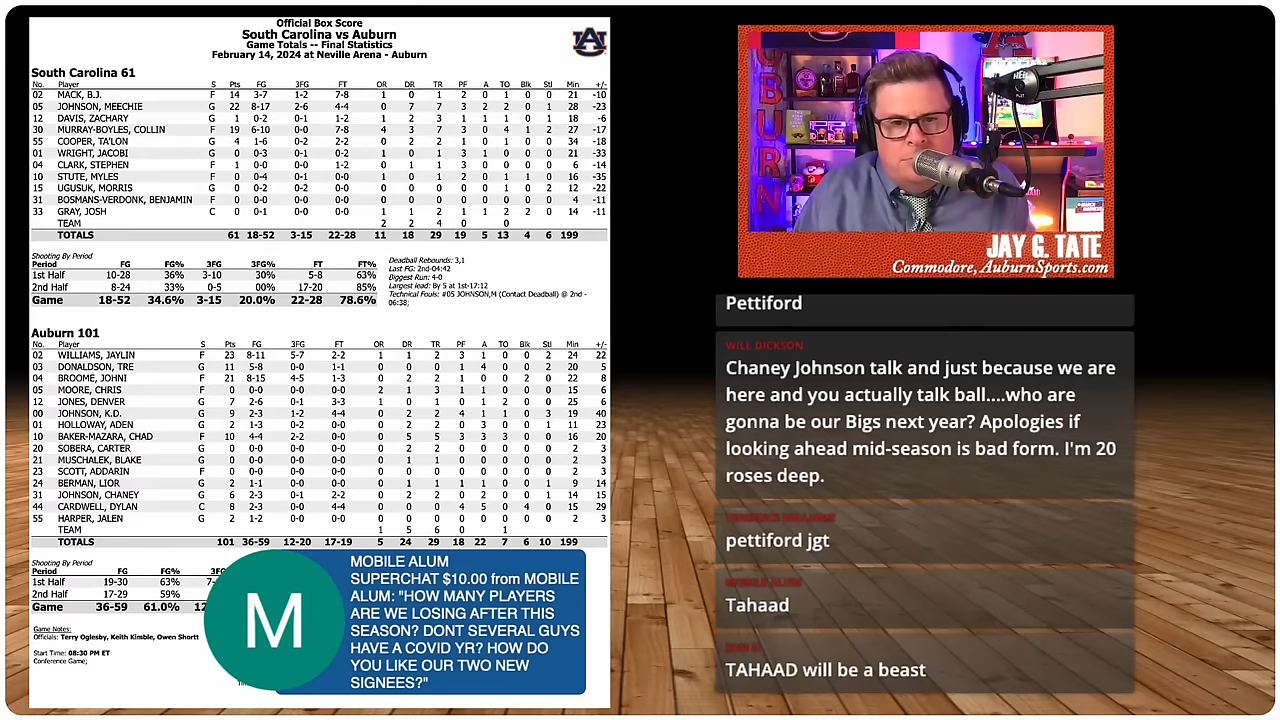 Official Box Score
South Carolina vs Auburn
Game Totals -- Final Statistics
February 14, 2024 at Neville Arena - Auburn
South Carolina 61
No. Player S Pts FG 3FG FT OR DR TR PF A TO Blk Stl Min +/-
02 MACK, B.J. F 14 3-7 1-2 7-8 1 0 1 2 0 1 0 0 21 -10
05 JOHNSON, MEECHIE G 22 8-17 2-6 4-4 0 7 7 3 2 2 0 1 28 -23
12 DAVIS, ZACHARY G 1 0-2 0-1 1-2 1 2 3 1 1 1 0 1 18 -6
30 MURRAY-BOYLES, COLLIN F 19 6-10 0-0 7-8 4 3 7 3 0 4 1 2 27 -17
55 COOPER, TA'LON G 4 1-6 0-2 2-2 0 2 2 1 0 1 0 0 34 -18
01 WRIGHT, JACOBI G 0 0-3 0-1 0-2 1 0 1 3 1 0 0 0 21 -33
04 CLARK, STEPHEN F 1 0-0 0-0 1-2 0 1 1 3 0 0 0 0 6 -14
10 STUTE, MYLES F 0 0-4 0-1 0-0 1 0 1 2 0 1 1 0 16 -35
15 UGUSUK, MORRIS G 0 0-2 0-2 0-0 0 0 0 0 0 1 0 2 12 -22
31 BOSMANS-VERDONK, BENJAMIN F 0 0-0 0-0 0-0 0 0 0 0 0 0 0 0 4 -11
33 GRAY, JOSH C 0 0-1 0-0 0-0 0 1 2 1 1 2 2 0 14 -11
TEAM 2 2 4 0 0
TOTALS 61 18-52 3-15 22-28 11 18 29 19 5 13 4 6 199
Shooting By Period
Period FG FG% 3FG 3FG% FT FT%
1st Half 10-28 36% 3-10 30% 5-8 63%
2nd Half 8-24 33% 0-5 00% 17-20 85%
Game 18-52 34.6% 3-15 20.0% 22-28 78.6%
Deadball Rebounds: 3,1
Last FG: 2nd-04:42
Biggest Run: 4-0
Largest lead: By 5 at 1st-17:12
Technical Fouls: #05 JOHNSON,M (Contact Deadball) @ 2nd -
06:38;
Auburn 101
No. Player S Pts FG 3FG FT OR DR TR PF A TO Blk Stl Min +/-
02 WILLIAMS, JAYLIN F 23 8-11 5-7 2-2 1 1 2 3 1 0 0 2 24 22
03 DONALDSON, TRE G 11 5-8 0-0 1-1 0 0 0 1 4 0 0 2 20 5
04 BROOME, JOHNI F 21 8-15 4-5 1-3 0 2 2 1 0 0 2 0 22 8
05 MOORE, CHRIS F 0 0-0 0-0 0-0 2 1 3 1 1 0 0 0 15 6
12 JONES, DENVER G 7 2-6 0-1 3-3 1 0 1 0 1 2 0 0 25 6
00 JOHNSON, K.D. G 9 2-3 1-2 4-4 0 2 2 4 1 1 0 3 19 40
01 HOLLOWAY, ADEN G 2 1-3 0-2 0-0 0 2 2 0 3 0 0 1 11 23
10 BAKER-MAZARA, CHAD F 10 4-4 2-2 0-0 0 5 5 3 3 3 0 1 16 20
20 SOBERA, CARTER G 0 0-0 0-0 0-0 0 2 2 0 0 0 0 0 2 3
21 MUSCHALEK, BLAKE G 0 0-0 0-0 0-0 0 1 1 0 0 0 0 0 2 3
23 SCOTT, ADDARIN F 0 0-0 0-0 0-0 0 0 0 0 0 0 0 0 2 3
24 BERMAN, LIOR G 2 1-1 0-0 0-0 0 1 1 1 1 0 0 1 9 14
31 JOHNSON, CHANEY G 6 2-3 0-1 2-2 0 2 2 0 2 0 0 1 14 15
44 CARDWELL, DYLAN C 8 2-3 0-0 4-4 0 0 0 4 5 0 4 0 15 29
55 HARPER, JALEN G 2 1-2 0-0 0-0 0 0 0 0 0 0 0 0 2 3
TEAM 1 5 6 0 1
TOTALS 101 36-59 12-20 17-19 5 24 29 18 22 7 6 10 199
Shooting By Period
Period FG FG% 3FG
1st Half 19-30 63% 7-
2nd Half 17-29 59%
Game 36-59 61.0% 12
Game Notes:
Officials: Terry Oglesby, Keith Kimble, Owen Shortt
Start Time: 08:30 PM ET
Conference Game;
M
MOBILE ALUM
SUPERCHAT $10.00 from MOBILE
ALUM: "HOW MANY PLAYERS
ARE WE LOSING AFTER THIS
SEASON? DONT SEVERAL GUYS
HAVE A COVID YR? HOW DO
YOU LIKE OUR TWO NEW
SIGNEES?"
JAY G. TATE
Commodore, AuburnSports.com
Pettiford
WILL DICKSON
Chaney Johnson talk and just because we are
here and you actually talk ball....who are
gonna be our Bigs next year? Apologies if
looking ahead mid-season is bad form. I'm 20
roses deep.
pettiford jgt
MOBILE ALUM
Tahaad
TAHAAD will be a beast